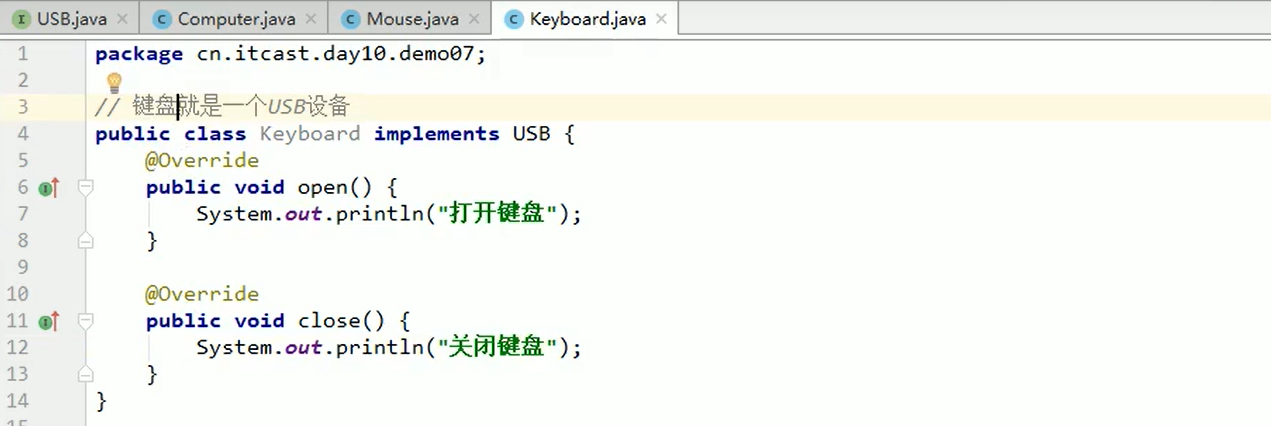 USB.java Computer.java Mouse.java Keyboard.java
1 package cn.itcast.day10.demo07;
2
3 // 键盘就是一个USB设备
4 public class Keyboard implements USB {
5 @Override
6 public void open() {
7 System.out.println("打开键盘");
8 }
9
10 @Override
11 public void close() {
12 System.out.println("关闭键盘");
13 }
14 }
15